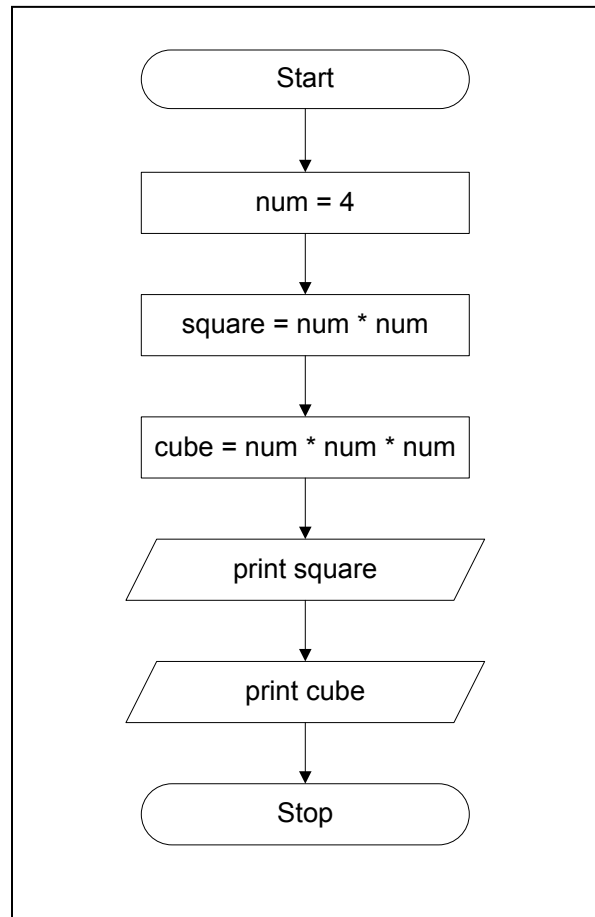 Start
num = 4
square = num * num
cube = num * num * num
print square
print cube
Stop